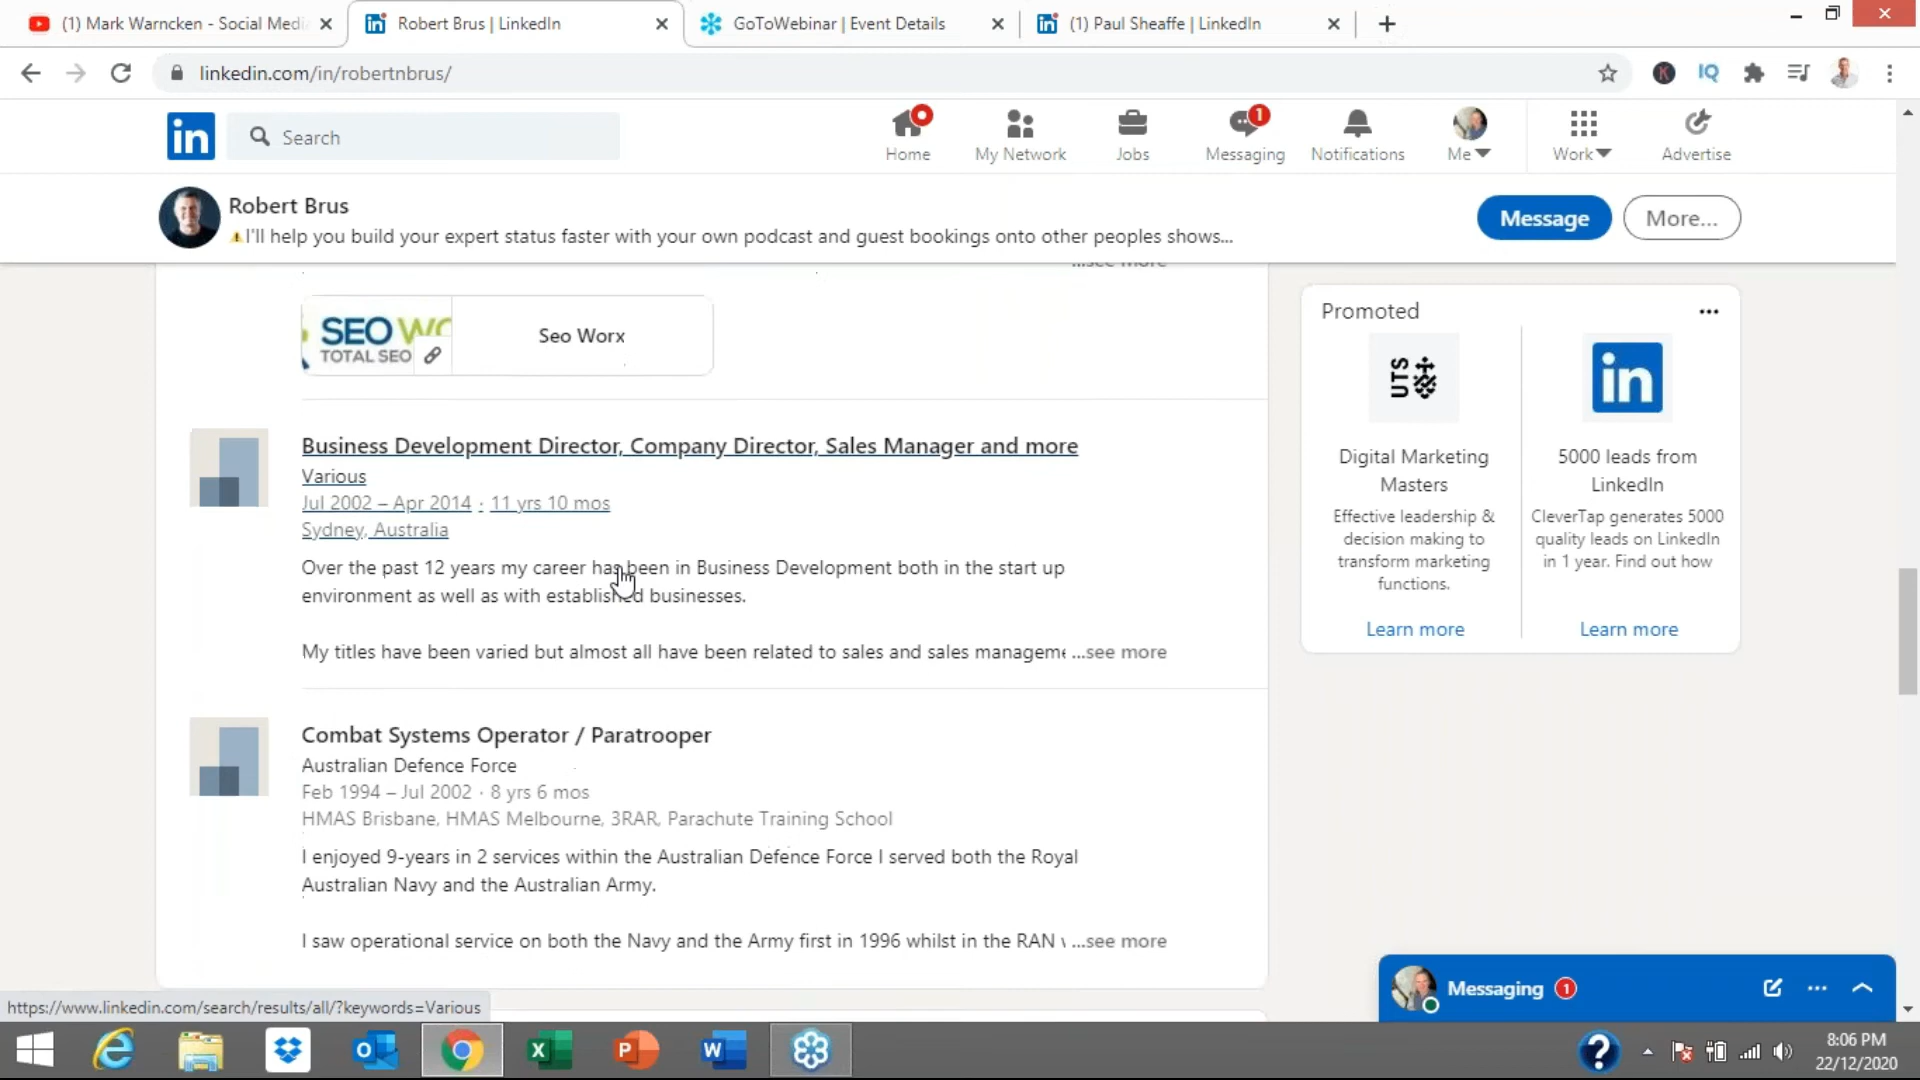 (1) Mark Warncken - Social Medi
Robert Brus | LinkedIn
GoToWebinar | Event Details
(1) Paul Sheaffe | LinkedIn
linkedin.com/in/robertnbrus/
IQ
in
Search
Home
My Network
Jobs
1
Messaging
Notifications
Me
Work
Advertise
Robert Brus
I'll help you build your expert status faster with your own podcast and guest bookings onto other peoples shows...
Message
More...
...see more
SEO WO
TOTAL SEO
Seo Worx
Business Development Director, Company Director, Sales Manager and more
Various
Jul 2002 – Apr 2014 · 11 yrs 10 mos
Sydney, Australia
Over the past 12 years my career has been in Business Development both in the start up
environment as well as with established businesses.
My titles have been varied but almost all have been related to sales and sales manageme ...see more
Combat Systems Operator / Paratrooper
Australian Defence Force
Feb 1994 – Jul 2002 · 8 yrs 6 mos
HMAS Brisbane, HMAS Melbourne, 3RAR, Parachute Training School
I enjoyed 9-years in 2 services within the Australian Defence Force I served both the Royal
Australian Navy and the Australian Army.
I saw operational service on both the Navy and the Army first in 1996 whilst in the RAN ...see more
Promoted
UTS
Digital Marketing
Masters
Effective leadership &
decision making to
transform marketing
functions.
Learn more
in
5000 leads from
LinkedIn
CleverTap generates 5000
quality leads on LinkedIn
in 1 year. Find out how
Learn more
Messaging 1
https://www.linkedin.com/search/results/all/?keywords=Various
8:06 PM
22/12/2020